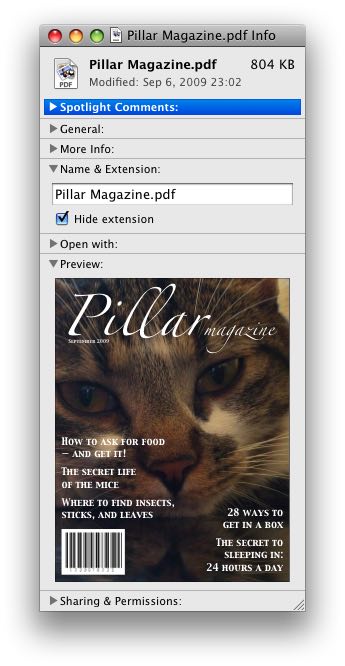 Pillar Magazine.pdf Info
Pillar Magazine.pdf 804 KB
Modified: Sep 6, 2009 23:02
PDF
Spotlight Comments:
General:
More Info:
Name & Extension:
Pillar Magazine.pdf
Hide extension
Open with:
Preview:
Pillar magazine
September 2009
How to ask for food
– and get it!
The secret life
of the mice
Where to find insects,
sticks, and leaves
28 ways to
get in a box
The secret to
sleeping in:
24 hours a day
Sharing & Permissions: